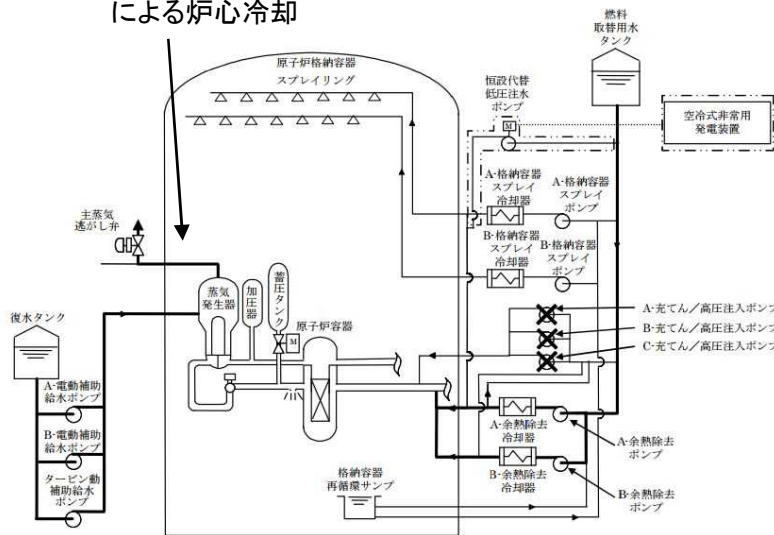 による炉心冷却
原子炉格納容器
スプレイリング
恒設代替
低圧注水
ポンプ
M
燃料
取替用水
タンク
空冷式非常用
発電装置
A-格納容器
スプレイ
冷却器
A-格納容器
スプレイ
ポンプ
B-格納容器
スプレイ
冷却器
B-格納容器
スプレイ
ポンプ
主蒸気
逃がし弁
蒸気
発生器
加圧器
蓄圧タンク
M
原子炉容器
復水タンク
A-充てん/高圧注入ポンプ
B-充てん/高圧注入ポンプ
C-充てん/高圧注入ポンプ
A-電動補助
給水ポンプ
B-電動補助
給水ポンプ
タービン動
補助給水
ポンプ
A-余熱除去
冷却器
A-余熱除去
ポンプ
B-余熱除去
冷却器
B-余熱除去
ポンプ
格納容器
再循環サンプ